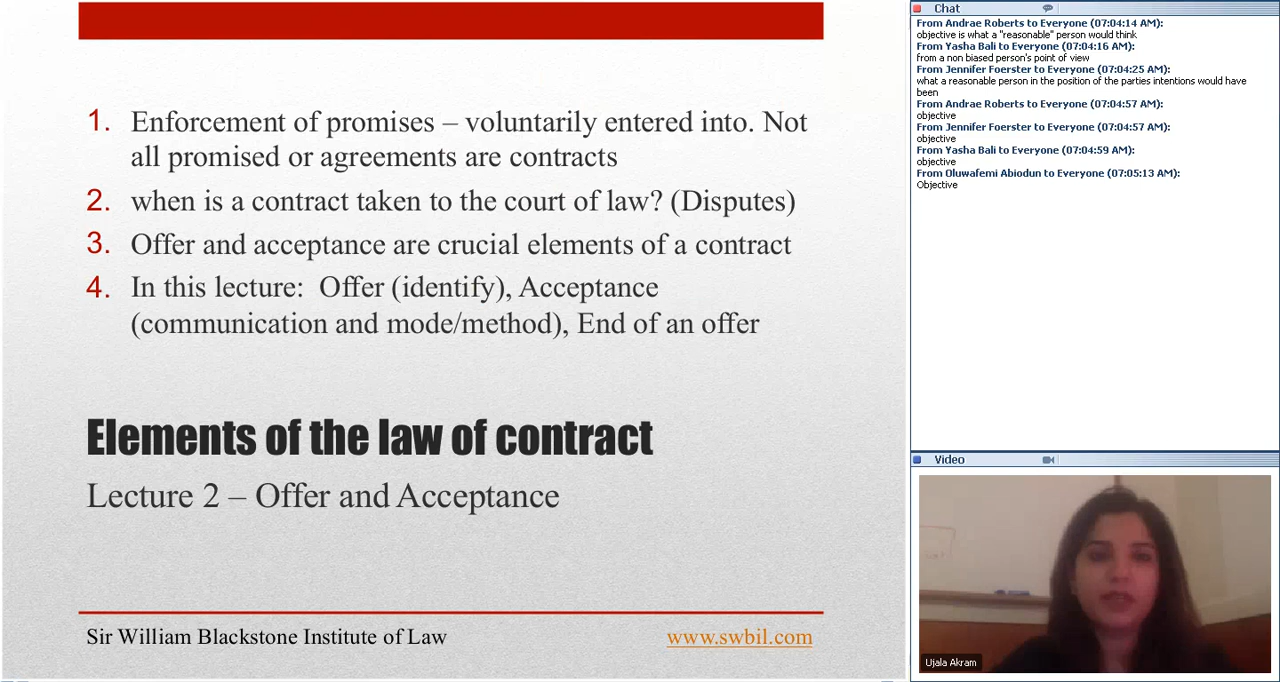 1. Enforcement of promises – voluntarily entered into. Not
all promised or agreements are contracts
2. when is a contract taken to the court of law? (Disputes)
3. Offer and acceptance are crucial elements of a contract
4. In this lecture:  Offer (identify), Acceptance
(communication and mode/method), End of an offer
Elements of the law of contract
Lecture 2 – Offer and Acceptance
Sir William Blackstone Institute of Law
www.swbil.com
Chat
From Andrae Roberts to Everyone (07:04:14 AM):
objective is what a "reasonable" person would think
From Yasha Bali to Everyone (07:04:16 AM):
from a non biased person's point of view
From Jennifer Foerster to Everyone (07:04:25 AM):
what a reasonable person in the position of the parties intentions would have
been
From Andrae Roberts to Everyone (07:04:57 AM):
objective
From Jennifer Foerster to Everyone (07:04:57 AM):
objective
From Yasha Bali to Everyone (07:04:59 AM):
objective
From Oluwafemi Abiodun to Everyone (07:05:13 AM):
Objective
Video
Ujala Akram